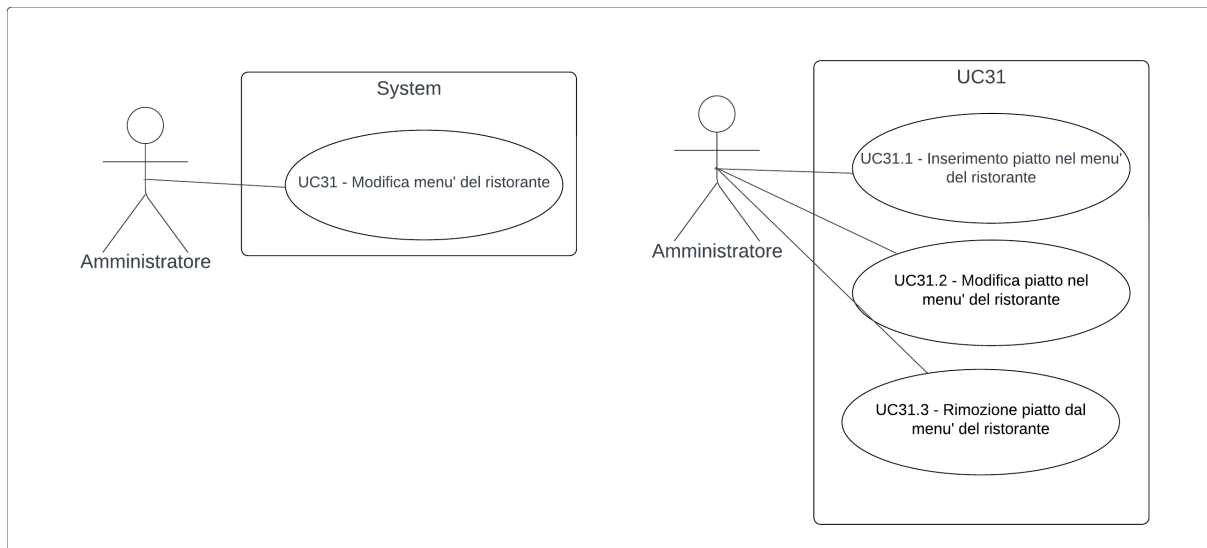 System
UC31 - Modifica menu' del ristorante
Amministratore
UC31
UC31.1 - Inserimento piatto nel menu'
del ristorante
UC31.2 - Modifica piatto nel
menu' del ristorante
UC31.3 - Rimozione piatto dal
menu' del ristorante
Amministratore